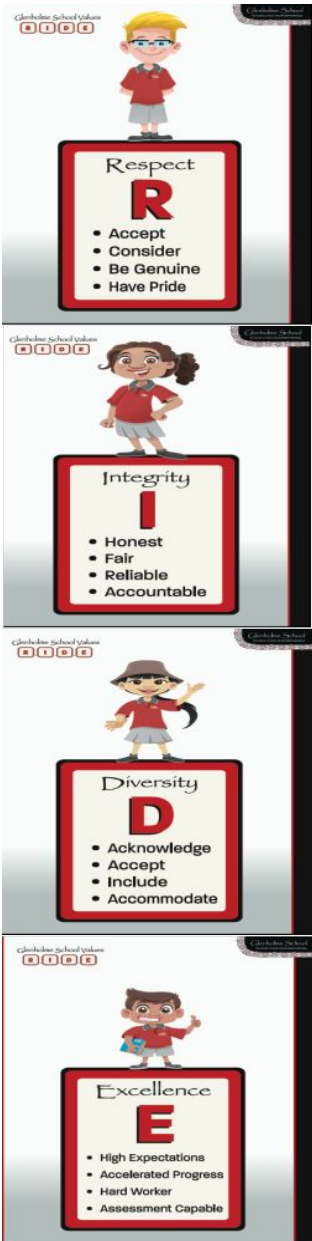 Glenholme School Values
R I D E
Glenholme School
Respect
R
• Accept
• Consider
• Be Genuine
• Have Pride
Glenholme School Values
R I D E
Glenholme School
Integrity
I
• Honest
• Fair
• Reliable
• Accountable
Glenholme School Values
R I D E
Glenholme School
Diversity
D
• Acknowledge
• Accept
• Include
• Accommodate
Glenholme School Values
R I D E
Glenholme School
Excellence
E
• High Expectations
• Accelerated Progress
• Hard Worker
• Assessment Capable